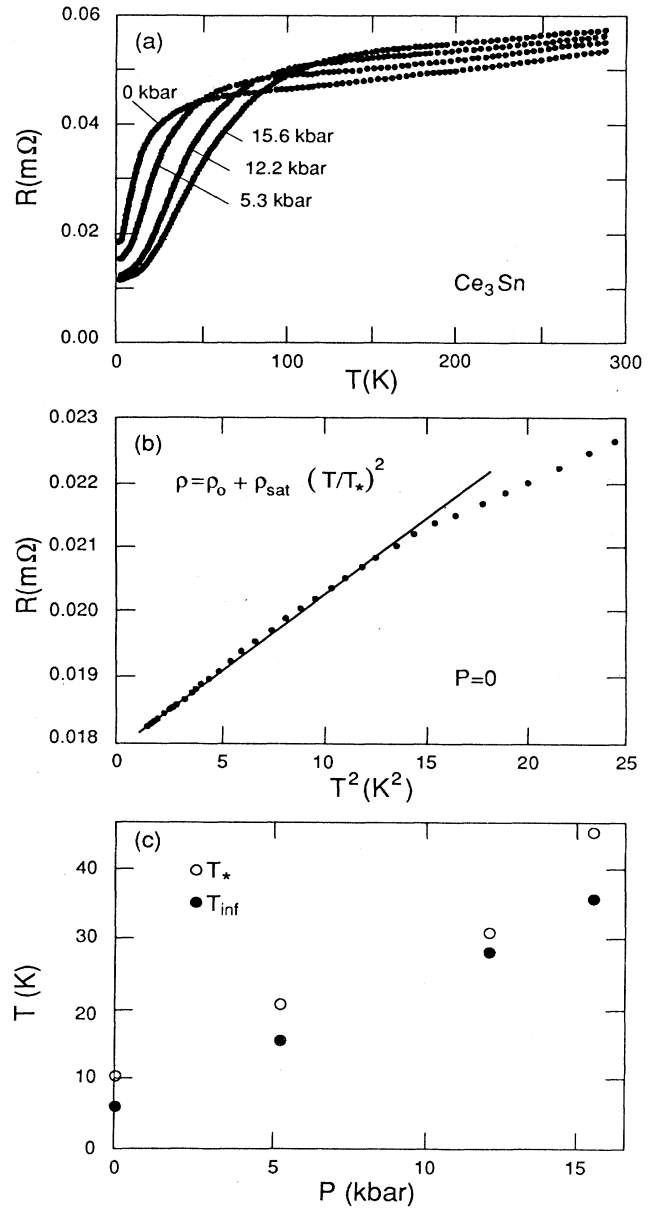 (a)
0.06
0.04
0.02
0.00
R(mΩ)
0 kbar
15.6 kbar
12.2 kbar
5.3 kbar
Ce₃Sn
0
100
200
300
T(K)
(b)
0.023
0.022
0.021
0.020
0.019
0.018
R(mΩ)
ρ=ρₒ + ρsat (T/T⁎)²
P=0
0
5
10
15
20
25
T²(K²)
(c)
40
30
20
10
0
T (K)
○ T⁎
● Tinf
0
5
10
15
P (kbar)